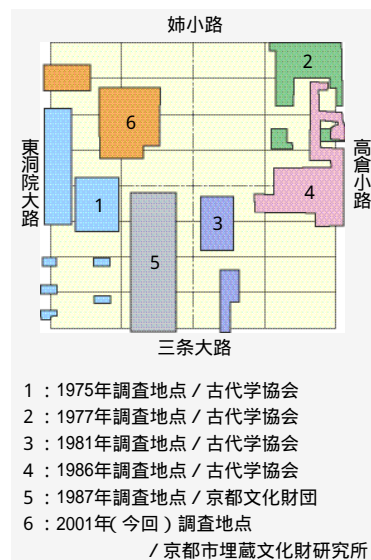 姉小路
2
6
東洞院大路
高倉小路
1
4
3
5
三条大路
1：1975年調査地点 / 古代学協会
2：1977年調査地点 / 古代学協会
3：1981年調査地点 / 古代学協会
4：1986年調査地点 / 古代学協会
5：1987年調査地点 / 京都文化財団
6：2001年(今回）調査地点
/ 京都市埋蔵文化財研究所